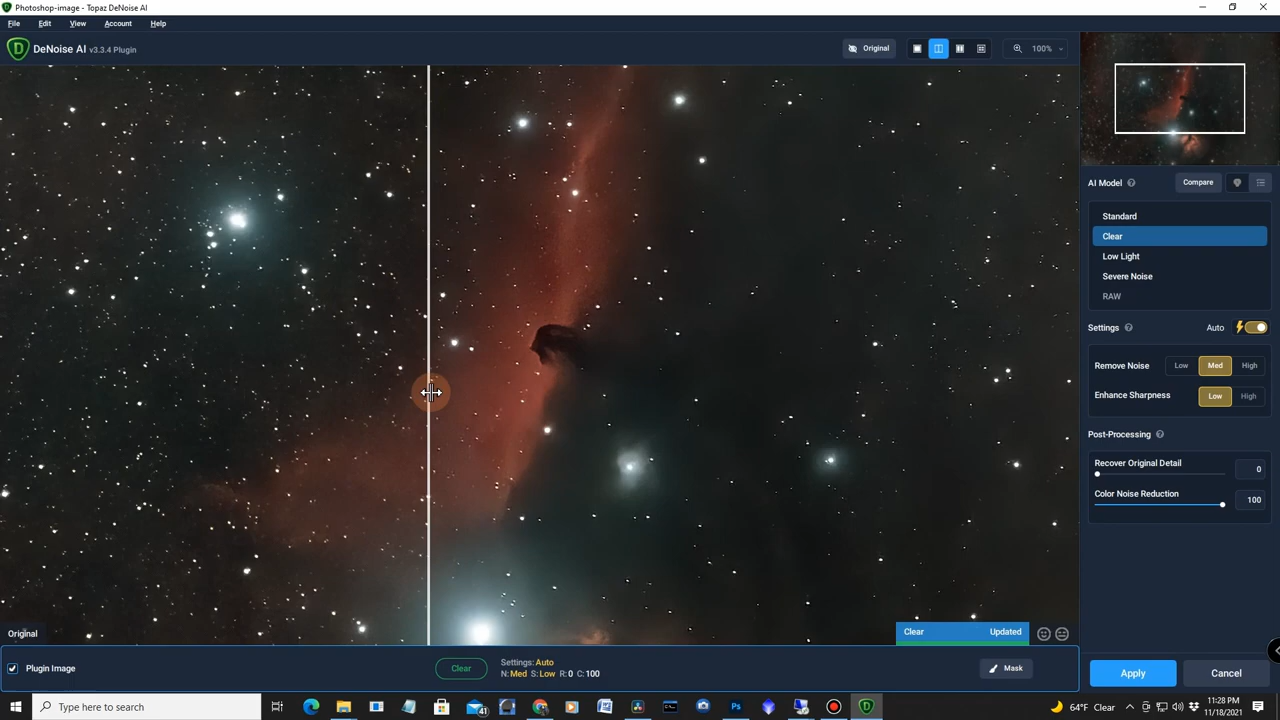 Photoshop-image - Topaz DeNoise AI
File Edit View Account Help
DeNoise AI v3.3.4 Plugin
Original
100%
AI Model
Compare
Standard
Clear
Low Light
Severe Noise
RAW
Settings
Auto
Remove Noise
Low Med High
Enhance Sharpness
Low High
Post-Processing
Recover Original Detail
0
Color Noise Reduction
100
Original
Clear Updated
Plugin Image
Clear
Settings: Auto
N: Med S: Low R: 0 C: 100
Mask
Apply
Cancel
Type here to search
41
Ps
64°F Clear
11:28 PM
11/18/2021